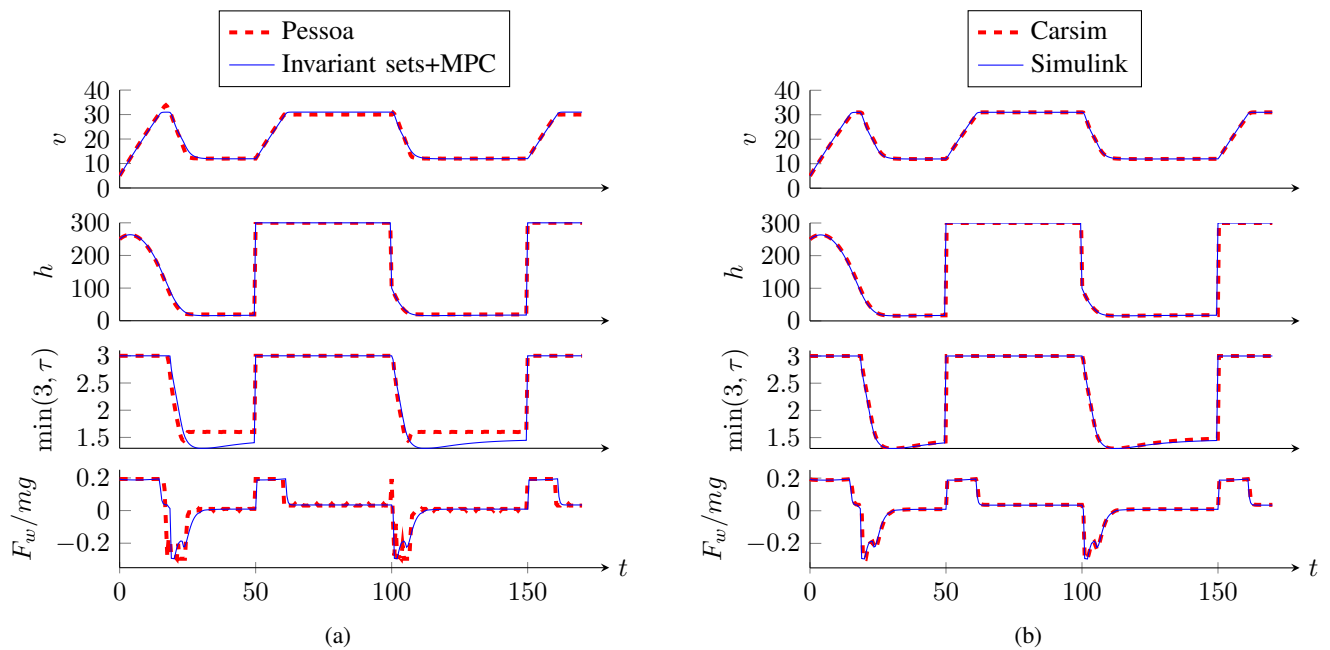 Pessoa
Invariant sets+MPC
40
30
20
10
0
v
300
200
100
0
h
3
2.5
2
1.5
min(3, τ)
0.2
0
−0.2
F_w/mg
0 50 100 150 t
(a)
Carsim
Simulink
40
30
20
10
0
v
300
200
100
0
h
3
2.5
2
1.5
min(3, τ)
0.2
0
−0.2
F_w/mg
0 50 100 150 t
(b)